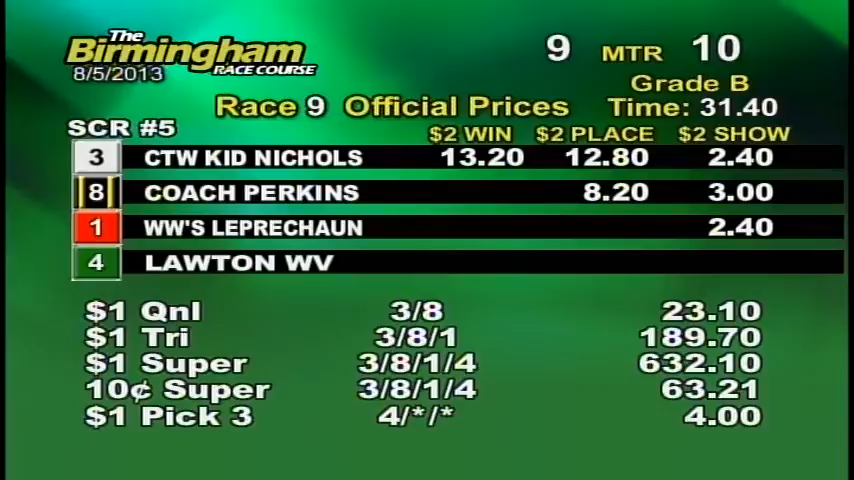 The
Birmingham
RACE COURSE
8/5/2013
9 MTR 10
Grade B
Race 9 Official Prices Time: 31.40
SCR #5
$2 WIN $2 PLACE $2 SHOW
3 CTW KID NICHOLS 13.20 12.80 2.40
8 COACH PERKINS 8.20 3.00
1 WW'S LEPRECHAUN 2.40
4 LAWTON WV
$1 Qnl 3/8 23.10
$1 Tri 3/8/1 189.70
$1 Super 3/8/1/4 632.10
10¢ Super 3/8/1/4 63.21
$1 Pick 3 4/*/* 4.00